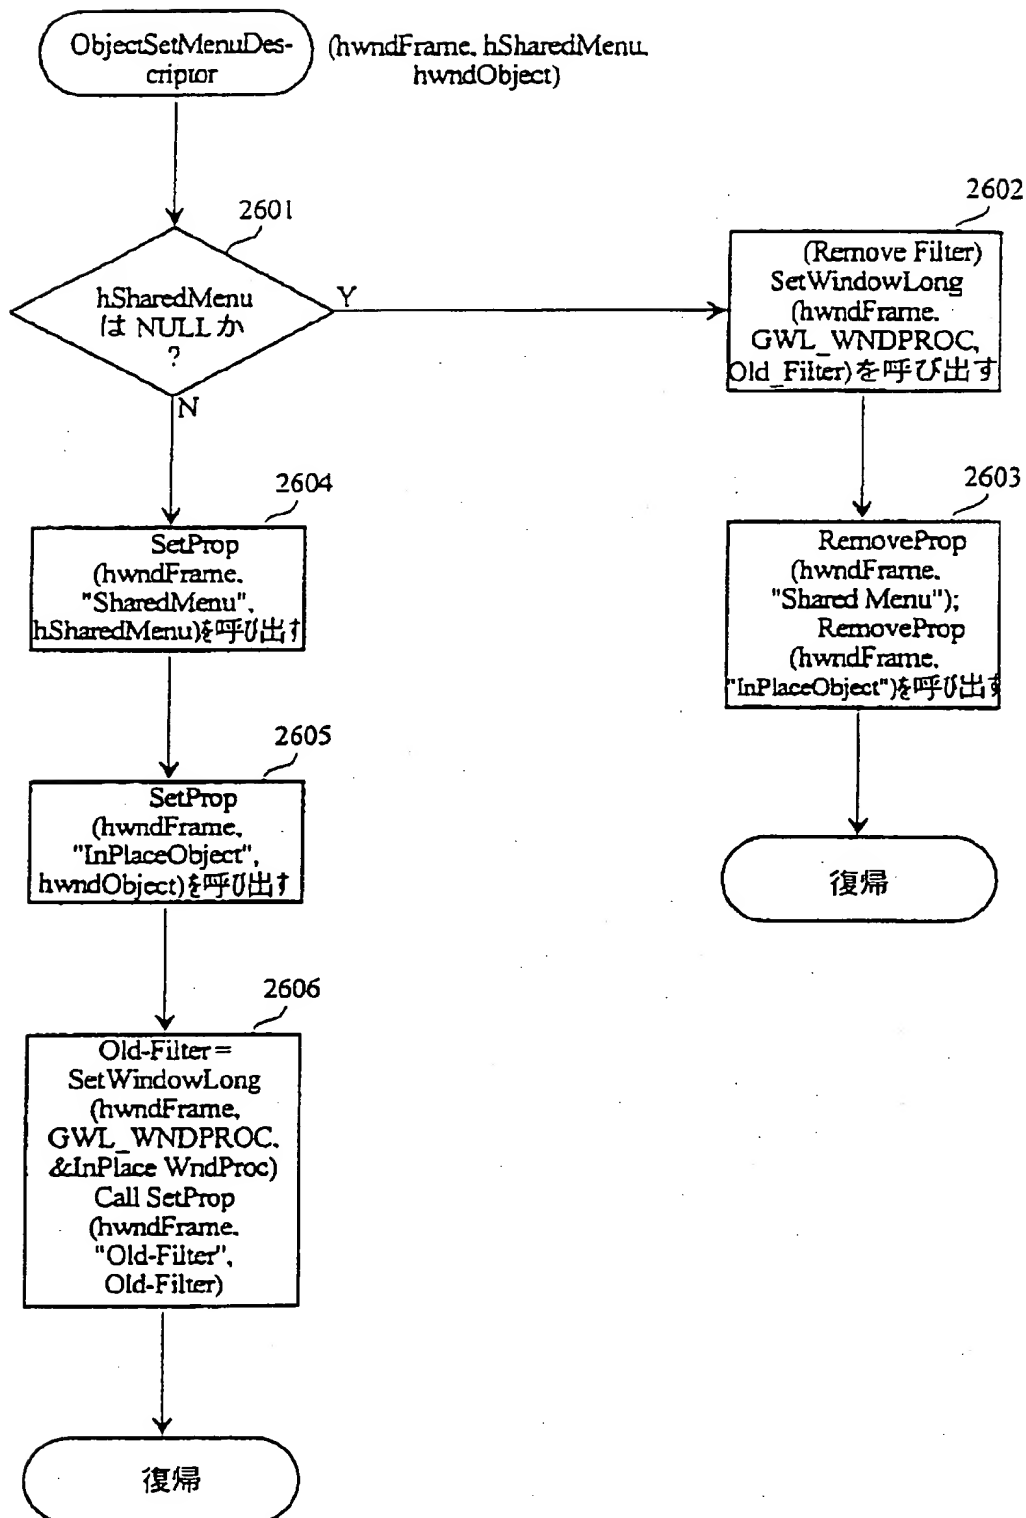 ObjectSetMenuDes-
criptor
(hwndFrame, hSharedMenu,
hwndObject)
2601
hSharedMenu
は NULL か
?
Y
N
2602
(Remove Filter)
SetWindowLong
(hwndFrame,
GWL_WNDPROC,
Old_Filter)を呼び出す
2603
RemoveProp
(hwndFrame,
"Shared Menu");
RemoveProp
(hwndFrame,
"InPlaceObject")を呼び出す
復帰
2604
SetProp
(hwndFrame,
"SharedMenu",
hSharedMenu)を呼び出す
2605
SetProp
(hwndFrame,
"InPlaceObject",
hwndObject)を呼び出す
2606
Old-Filter =
SetWindowLong
(hwndFrame,
GWL_WNDPROC,
&InPlace WndProc)
Call SetProp
(hwndFrame,
"Old-Filter",
Old-Filter)
復帰